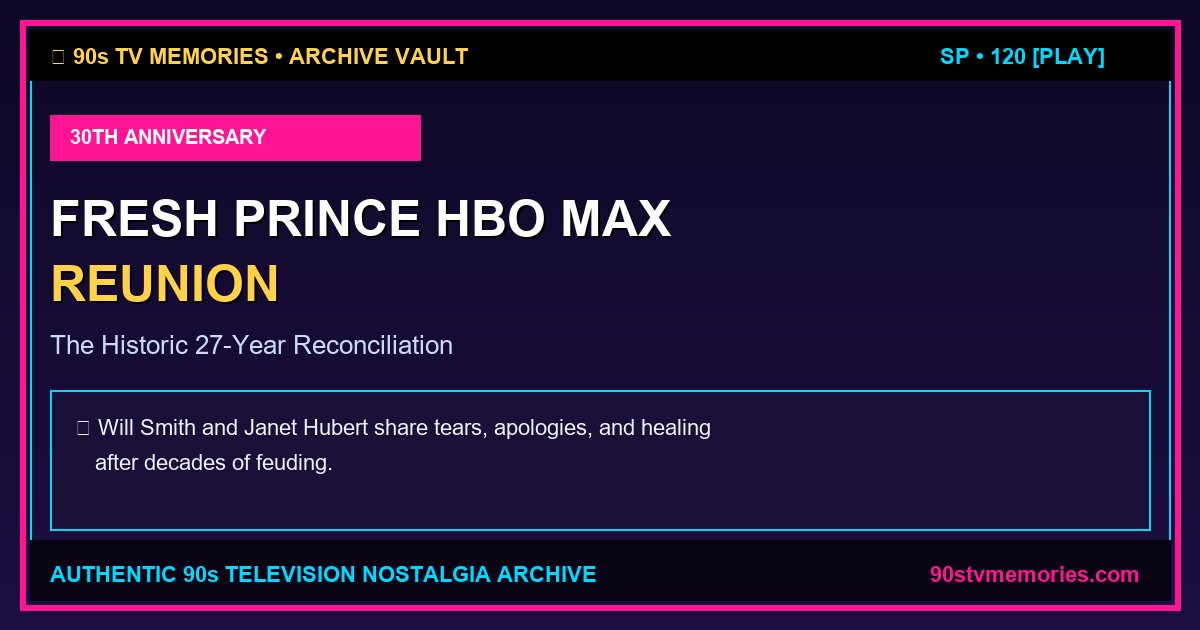 90s TV MEMORIES • ARCHIVE VAULT
SP • 120 [PLAY]
30TH ANNIVERSARY
FRESH PRINCE HBO MAX
REUNION
The Historic 27-Year Reconciliation
Will Smith and Janet Hubert share tears, apologies, and healing
after decades of feuding.
AUTHENTIC 90s TELEVISION NOSTALGIA ARCHIVE
90stvmemories.com